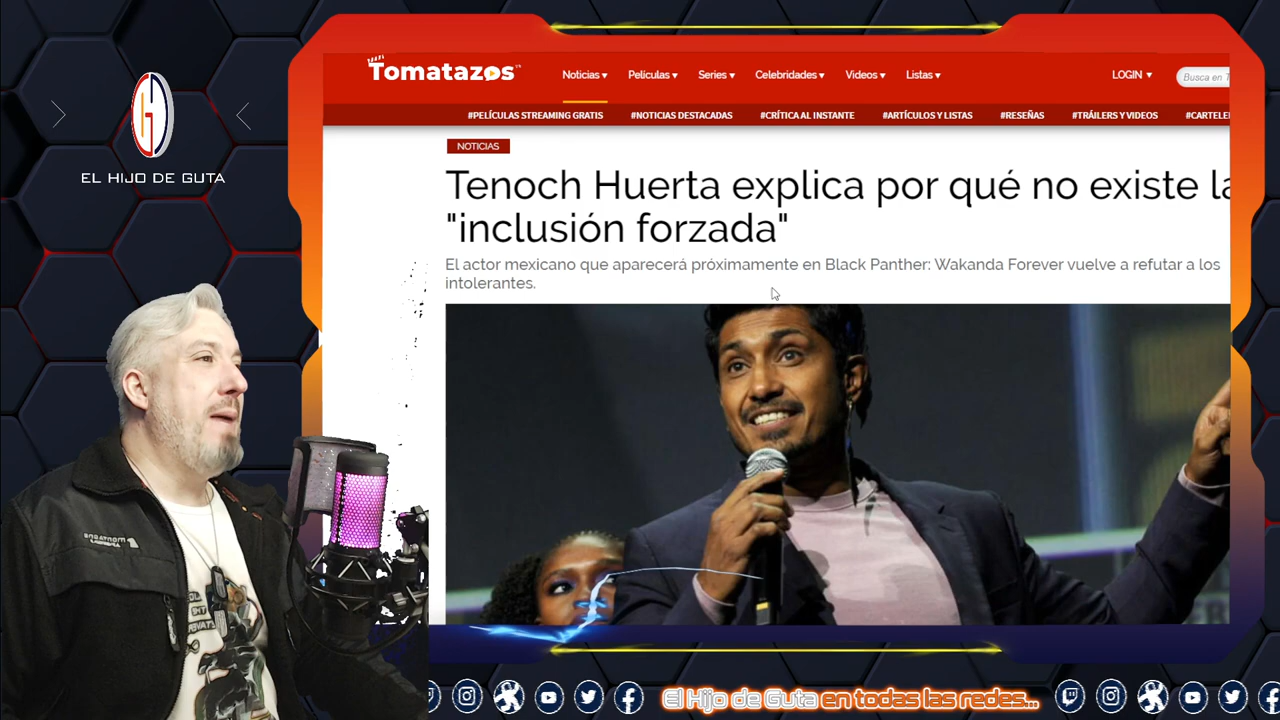 EL HIJO DE GUTA
Tomatazos
Noticias ▾ Películas ▾ Series ▾ Celebridades ▾ Videos ▾ Listas ▾ LOGIN ▾ Busca en T
#PELÍCULAS STREAMING GRATIS #NOTICIAS DESTACADAS #CRÍTICA AL INSTANTE #ARTÍCULOS Y LISTAS #RESEÑAS #TRÁILERS Y VIDEOS #CARTELE
NOTICIAS
Tenoch Huerta explica por qué no existe la
"inclusión forzada"
El actor mexicano que aparecerá próximamente en Black Panther: Wakanda Forever vuelve a refutar a los
intolerantes.
El Hijo de Guta en todas las redes...